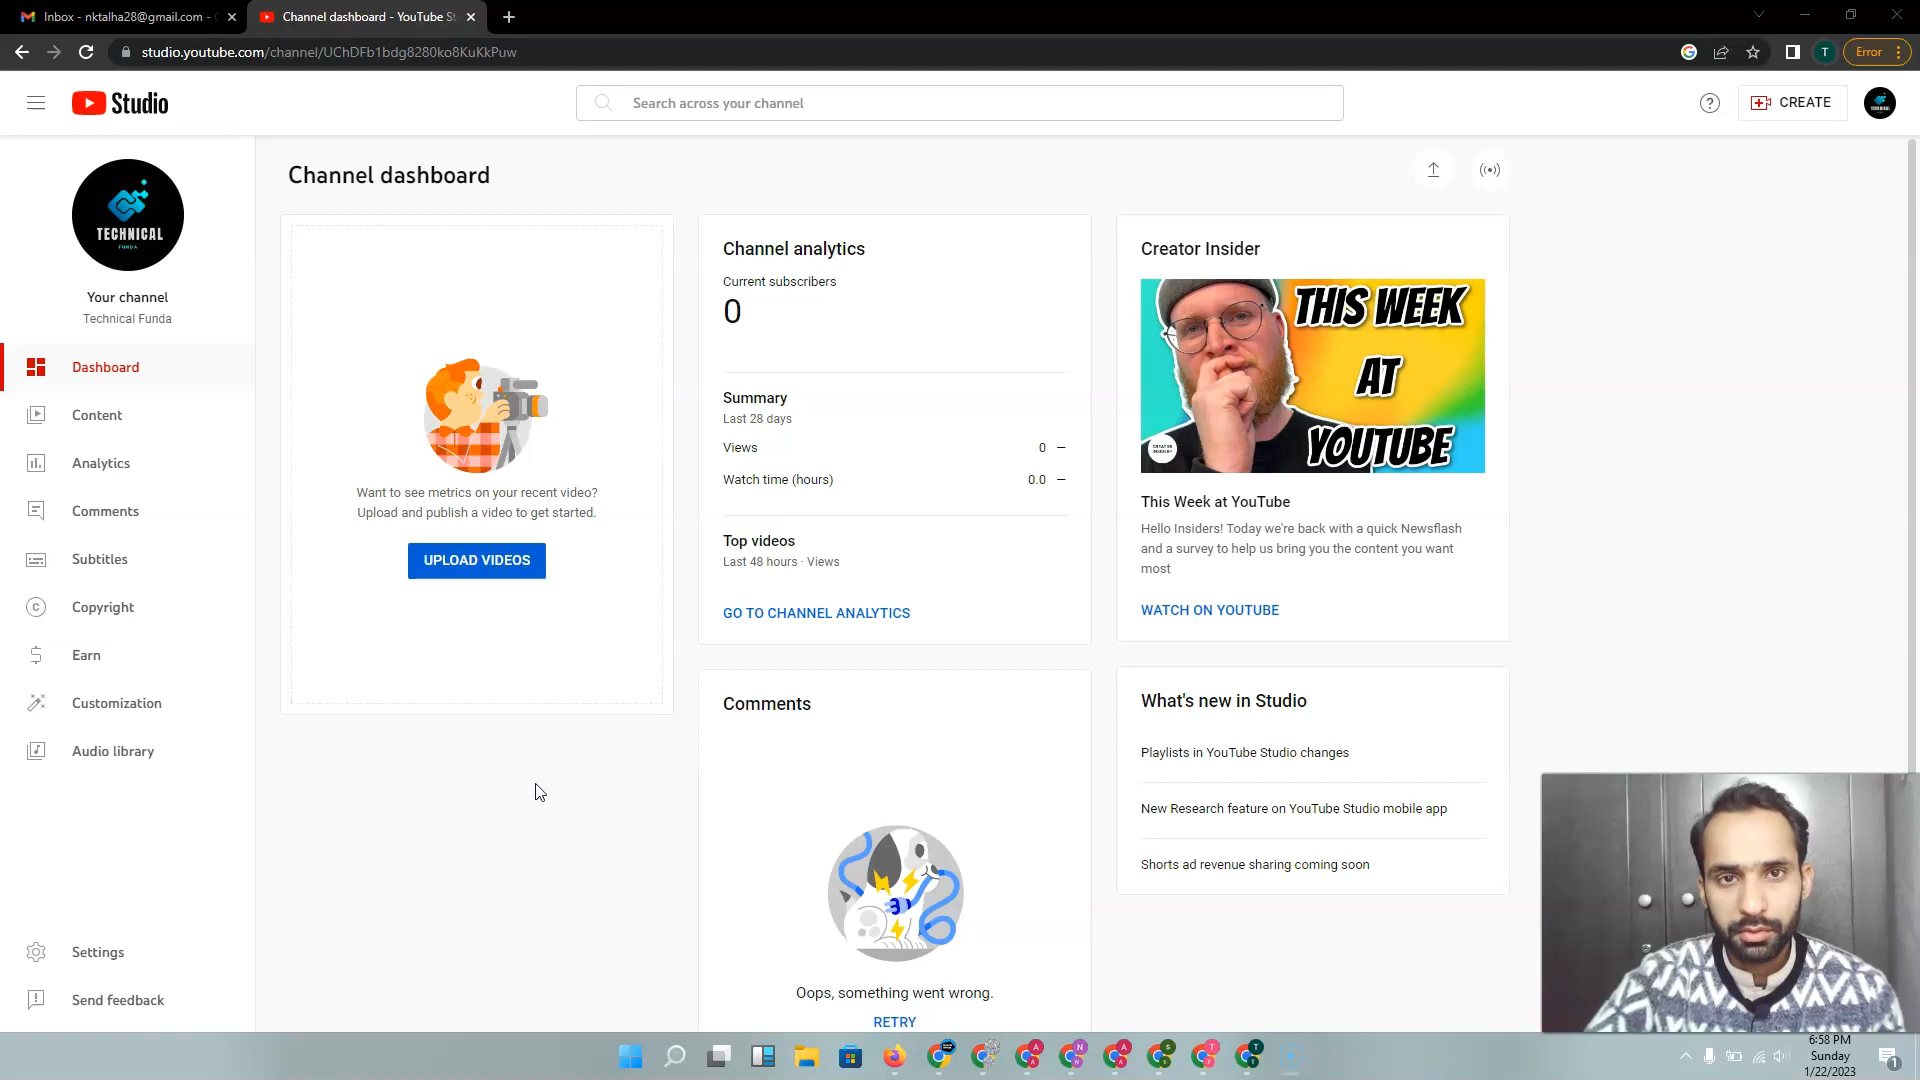 Inbox - nktalha28@gmail.com -
Channel dashboard - YouTube St
studio.youtube.com/channel/UChDFb1bdg8280ko8KuKkPuw
Error
Studio
Search across your channel
CREATE
TECHNICAL
FUNDA
Your channel
Technical Funda
Dashboard
Content
Analytics
Comments
Subtitles
Copyright
Earn
Customization
Audio library
Settings
Send feedback
Channel dashboard
Want to see metrics on your recent video?
Upload and publish a video to get started.
UPLOAD VIDEOS
Channel analytics
Current subscribers
0
Summary
Last 28 days
Views 0 —
Watch time (hours) 0.0 —
Top videos
Last 48 hours · Views
GO TO CHANNEL ANALYTICS
Comments
Oops, something went wrong.
RETRY
Creator Insider
THIS WEEK
AT
YOUTUBE
CREATOR
INSIDER
This Week at YouTube
Hello Insiders! Today we're back with a quick Newsflash
and a survey to help us bring you the content you want
most
WATCH ON YOUTUBE
What's new in Studio
Playlists in YouTube Studio changes
New Research feature on YouTube Studio mobile app
Shorts ad revenue sharing coming soon
6:58 PM
Sunday
1/22/2023
1